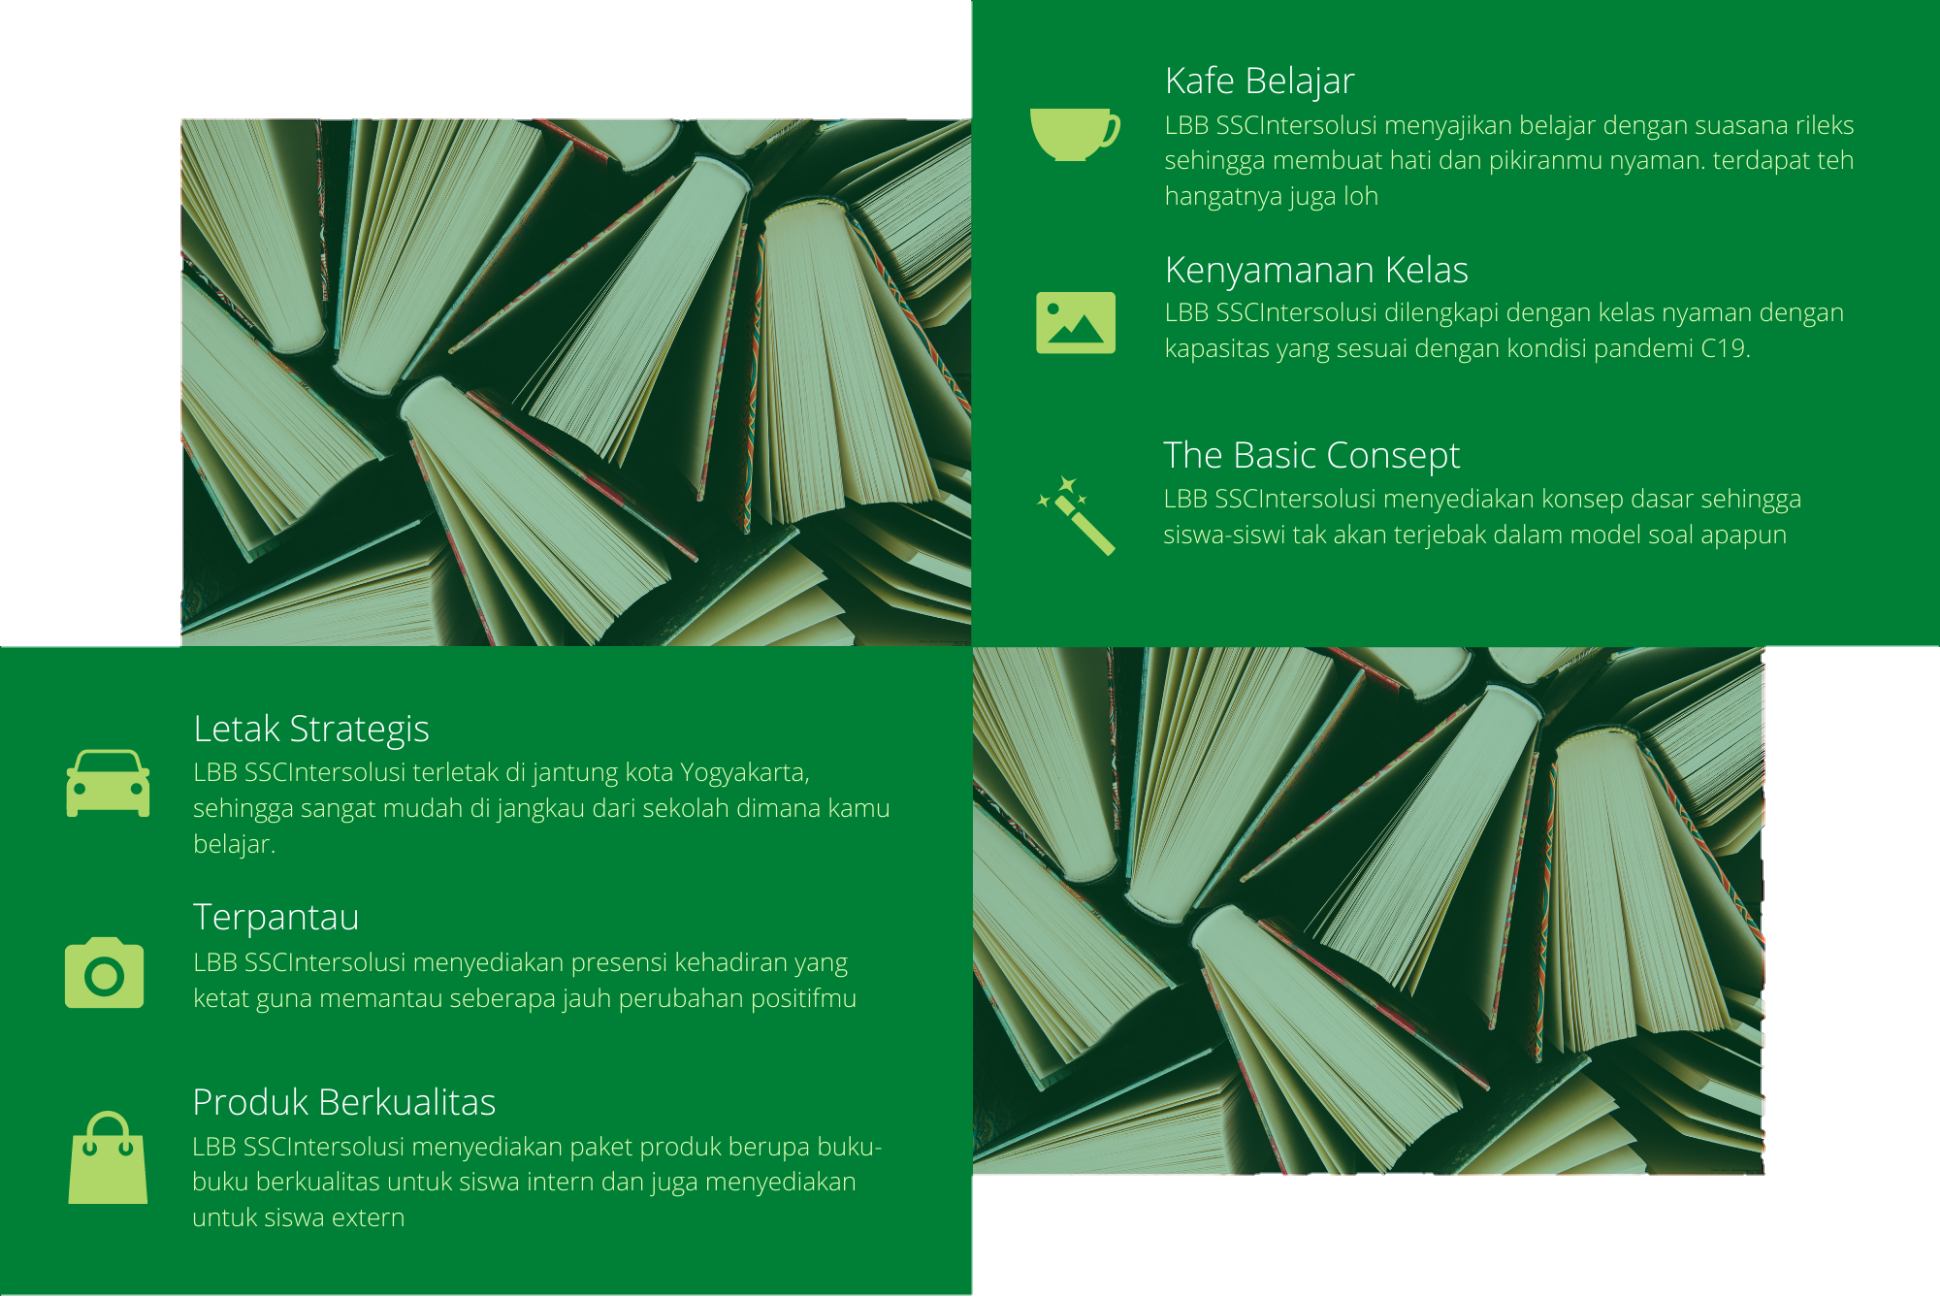 Kafe Belajar
LBB SSCIntersolusi menyajikan belajar dengan suasana rileks
sehingga membuat hati dan pikiranmu nyaman. terdapat teh
hangatnya juga loh
Kenyamanan Kelas
LBB SSCIntersolusi dilengkapi dengan kelas nyaman dengan
kapasitas yang sesuai dengan kondisi pandemi C19.
The Basic Consept
LBB SSCIntersolusi menyediakan konsep dasar sehingga
siswa-siswi tak akan terjebak dalam model soal apapun
Letak Strategis
LBB SSCIntersolusi terletak di jantung kota Yogyakarta,
sehingga sangat mudah di jangkau dari sekolah dimana kamu
belajar.
Terpantau
LBB SSCIntersolusi menyediakan presensi kehadiran yang
ketat guna memantau seberapa jauh perubahan positifmu
Produk Berkualitas
LBB SSCIntersolusi menyediakan paket produk berupa buku-
buku berkualitas untuk siswa intern dan juga menyediakan
untuk siswa extern